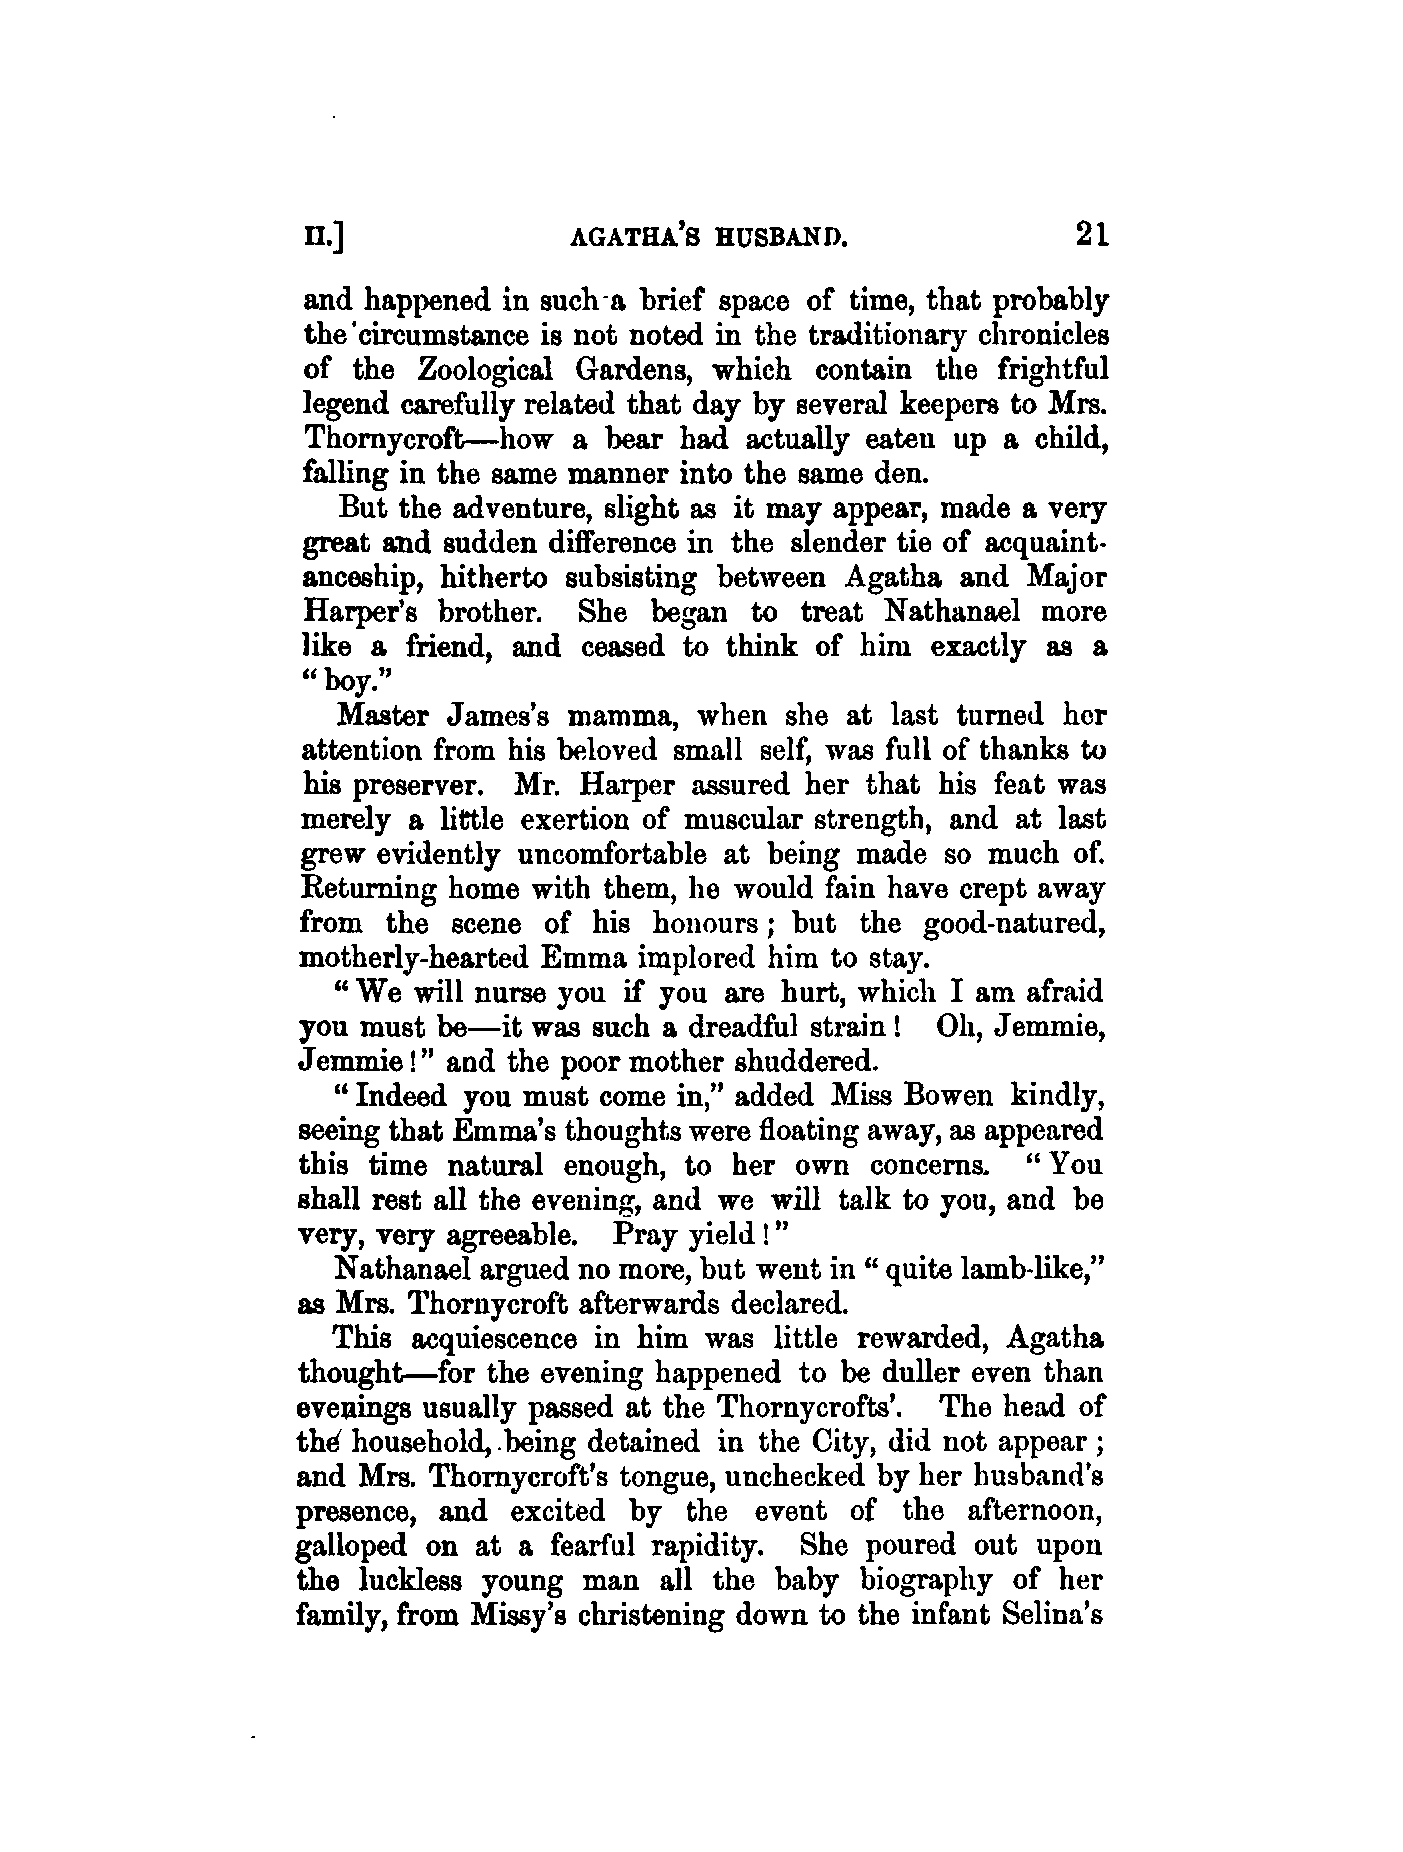 II.] AGATHA'S HUSBAND. 21
and happened in such a brief space of time, that probably
the circumstance is not noted in the traditionary chronicles
of the Zoological Gardens, which contain the frightful
legend carefully related that day by several keepers to Mrs.
Thornycroft—how a bear had actually eaten up a child,
falling in the same manner into the same den.
But the adventure, slight as it may appear, made a very
great and sudden difference in the slender tie of acquaint-
anceship, hitherto subsisting between Agatha and Major
Harper's brother. She began to treat Nathanael more
like a friend, and ceased to think of him exactly as a
"boy."
Master James's mamma, when she at last turned her
attention from his beloved small self, was full of thanks to
his preserver. Mr. Harper assured her that his feat was
merely a little exertion of muscular strength, and at last
grew evidently uncomfortable at being made so much of.
Returning home with them, he would fain have crept away
from the scene of his honours; but the good-natured,
motherly-hearted Emma implored him to stay.
"We will nurse you if you are hurt, which I am afraid
you must be—it was such a dreadful strain! Oh, Jemmie,
Jemmie!" and the poor mother shuddered.
"Indeed you must come in," added Miss Bowen kindly,
seeing that Emma's thoughts were floating away, as appeared
this time natural enough, to her own concerns. "You
shall rest all the evening, and we will talk to you, and be
very, very agreeable. Pray yield!"
Nathanael argued no more, but went in "quite lamb-like,"
as Mrs. Thornycroft afterwards declared.
This acquiescence in him was little rewarded, Agatha
thought—for the evening happened to be duller even than
evenings usually passed at the Thornycrofts'. The head of
the household, being detained in the City, did not appear;
and Mrs. Thornycroft's tongue, unchecked by her husband's
presence, and excited by the event of the afternoon,
galloped on at a fearful rapidity. She poured out upon
the luckless young man all the baby biography of her
family, from Missy's christening down to the infant Selina's